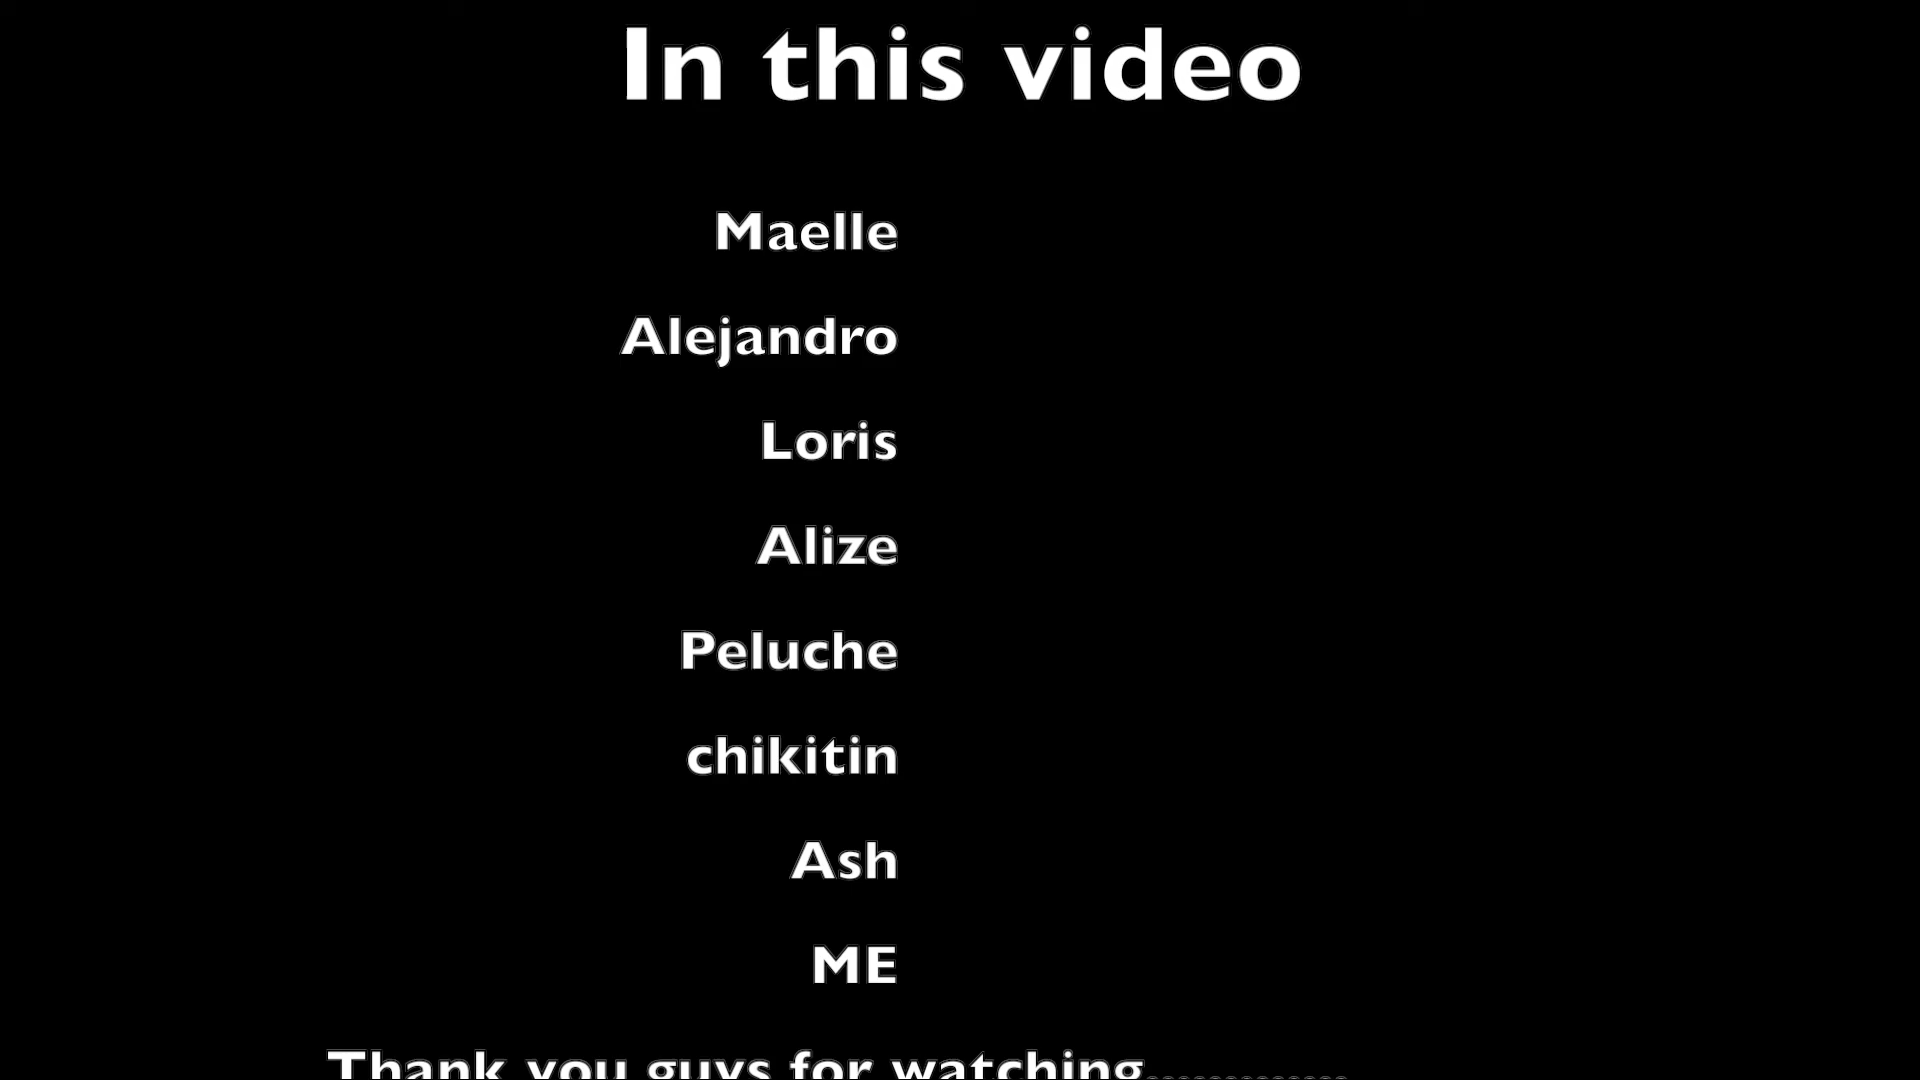 In this video
Maelle
Alejandro
Loris
Alize
Peluche
chikitin
Ash
ME
Thank you guys for watching.............